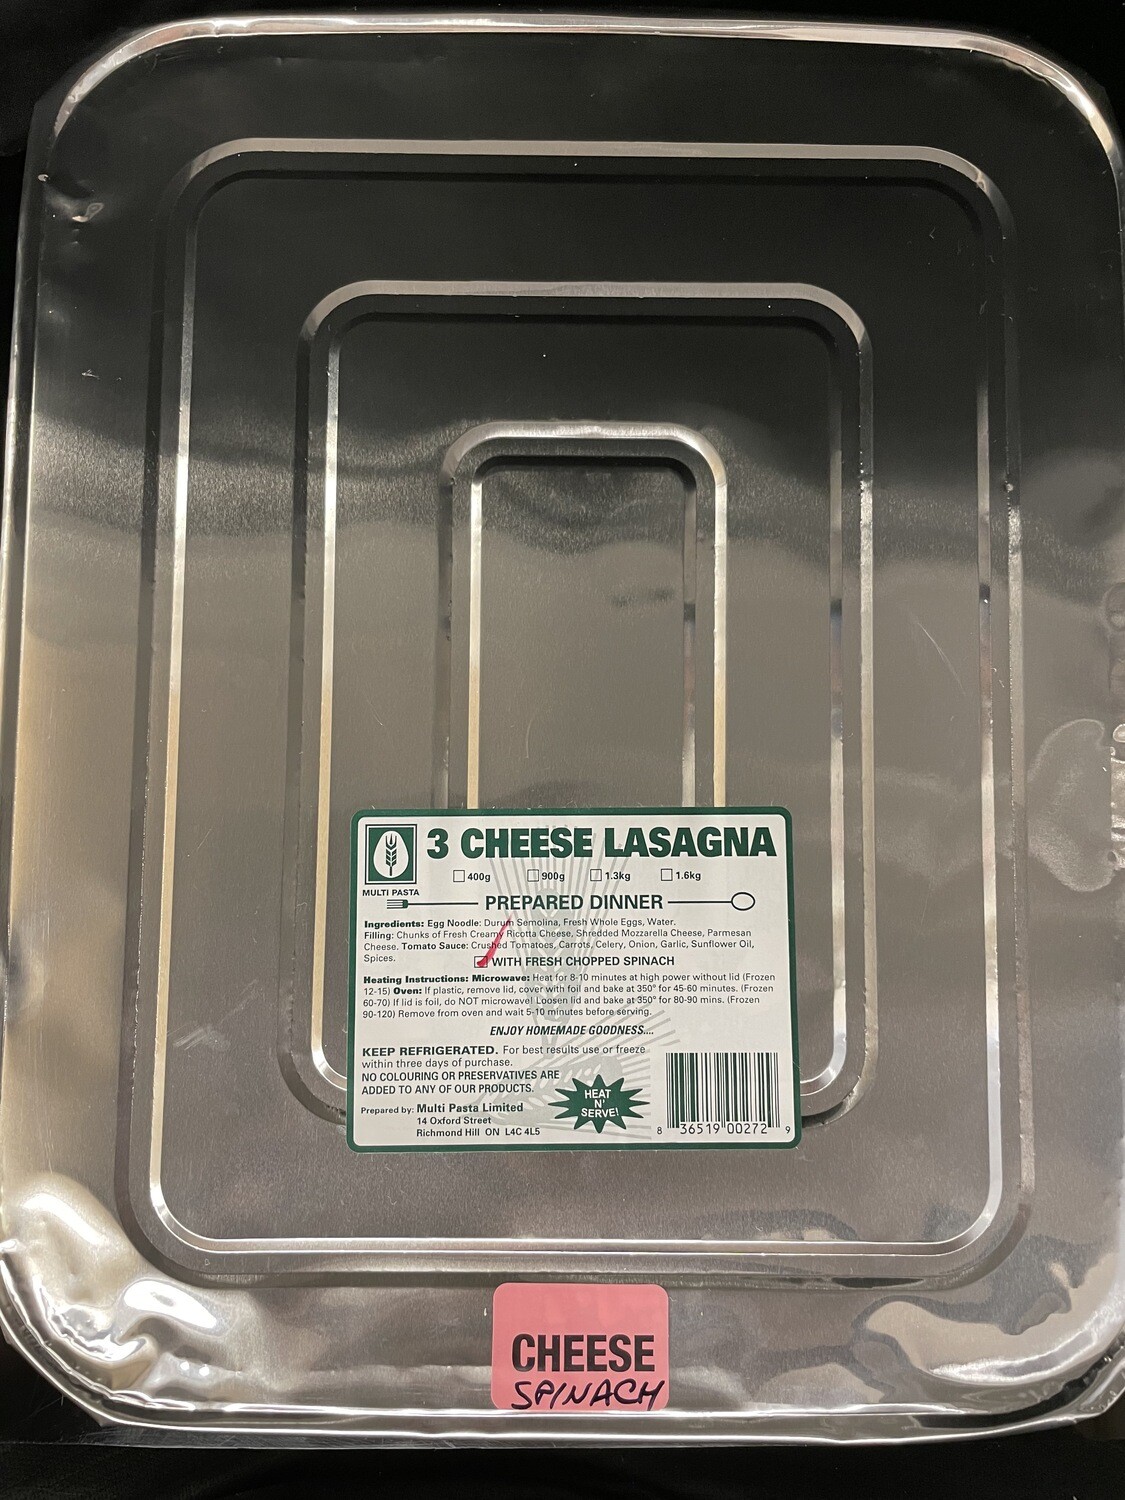 3 CHEESE LASAGNA
MULTI PASTA
400g 900g 1.3kg 1.6kg
PREPARED DINNER
Ingredients: Egg Noodle: Durum Semolina, Fresh Whole Eggs, Water.
Filling: Chunks of Fresh Creamy Ricotta Cheese, Shredded Mozzarella Cheese, Parmesan
Cheese. Tomato Sauce: Crushed Tomatoes, Carrots, Celery, Onion, Garlic, Sunflower Oil,
Spices.
WITH FRESH CHOPPED SPINACH
Heating Instructions: Microwave: Heat for 8-10 minutes at high power without lid (Frozen
12-15) Oven: If plastic, remove lid, cover with foil and bake at 350° for 45-60 minutes. (Frozen
60-70) If lid is foil, do NOT microwave! Loosen lid and bake at 350° for 80-90 mins. (Frozen
90-120) Remove from oven and wait 5-10 minutes before serving.
ENJOY HOMEMADE GOODNESS....
KEEP REFRIGERATED. For best results use or freeze
within three days of purchase.
NO COLOURING OR PRESERVATIVES ARE
ADDED TO ANY OF OUR PRODUCTS.
Prepared by: Multi Pasta Limited
14 Oxford Street
Richmond Hill ON L4C 4L5
HEAT
N'
SERVE!
8 36519 00272 9
CHEESE
SPINACH